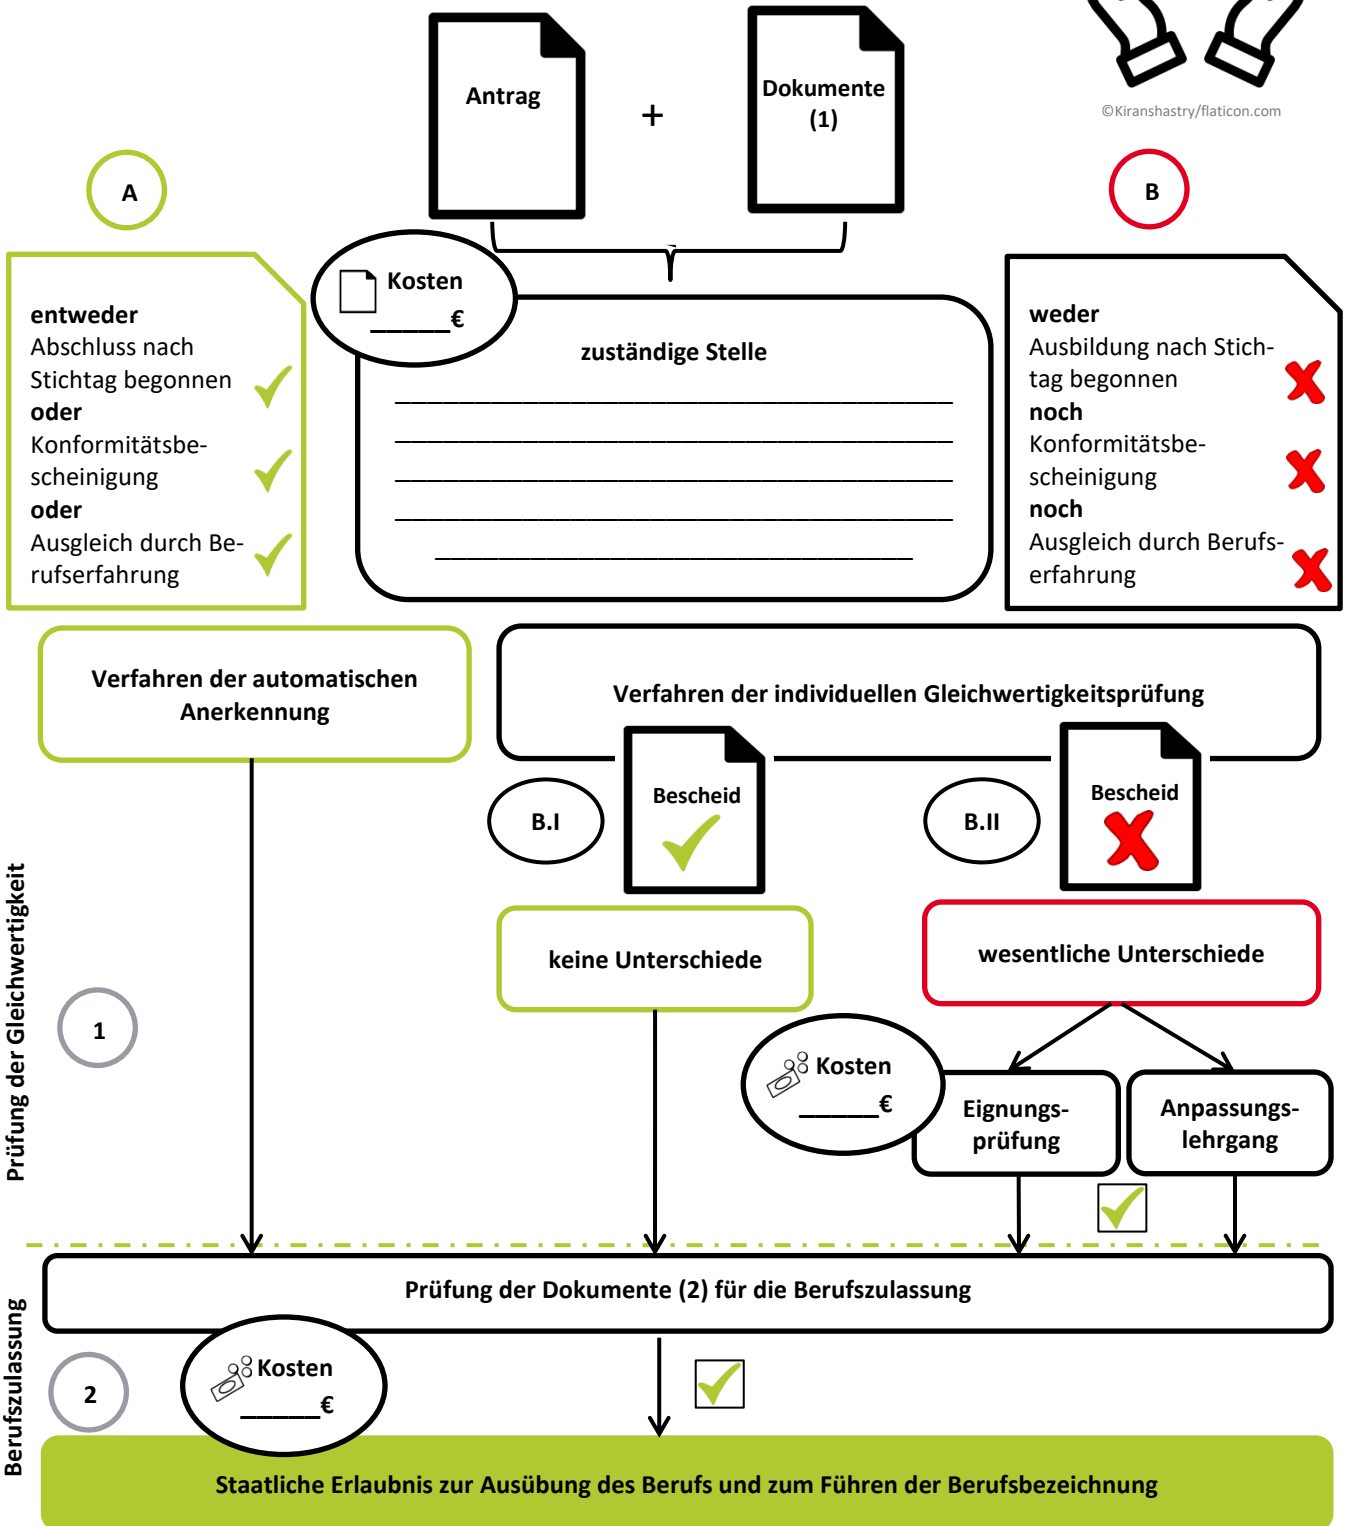 Antrag
+
Dokumente
(1)
©Kiranshastry/flaticon.com
A
B
entweder
Abschluss nach
Stichtag begonnen
oder
Konformitätsbe-
scheinigung
oder
Ausgleich durch Be-
rufserfahrung
Kosten
_____€
zuständige Stelle
weder
Ausbildung nach Stich-
tag begonnen
noch
Konformitätsbe-
scheinigung
noch
Ausgleich durch Berufs-
erfahrung
Verfahren der automatischen
Anerkennung
Verfahren der individuellen Gleichwertigkeitsprüfung
B.I
Bescheid
B.II
Bescheid
keine Unterschiede
wesentliche Unterschiede
Prüfung der Gleichwertigkeit
1
Kosten
_____€
Eignungs-
prüfung
Anpassungs-
lehrgang
Prüfung der Dokumente (2) für die Berufszulassung
Berufszulassung
2
Kosten
_____€
Staatliche Erlaubnis zur Ausübung des Berufs und zum Führen der Berufsbezeichnung